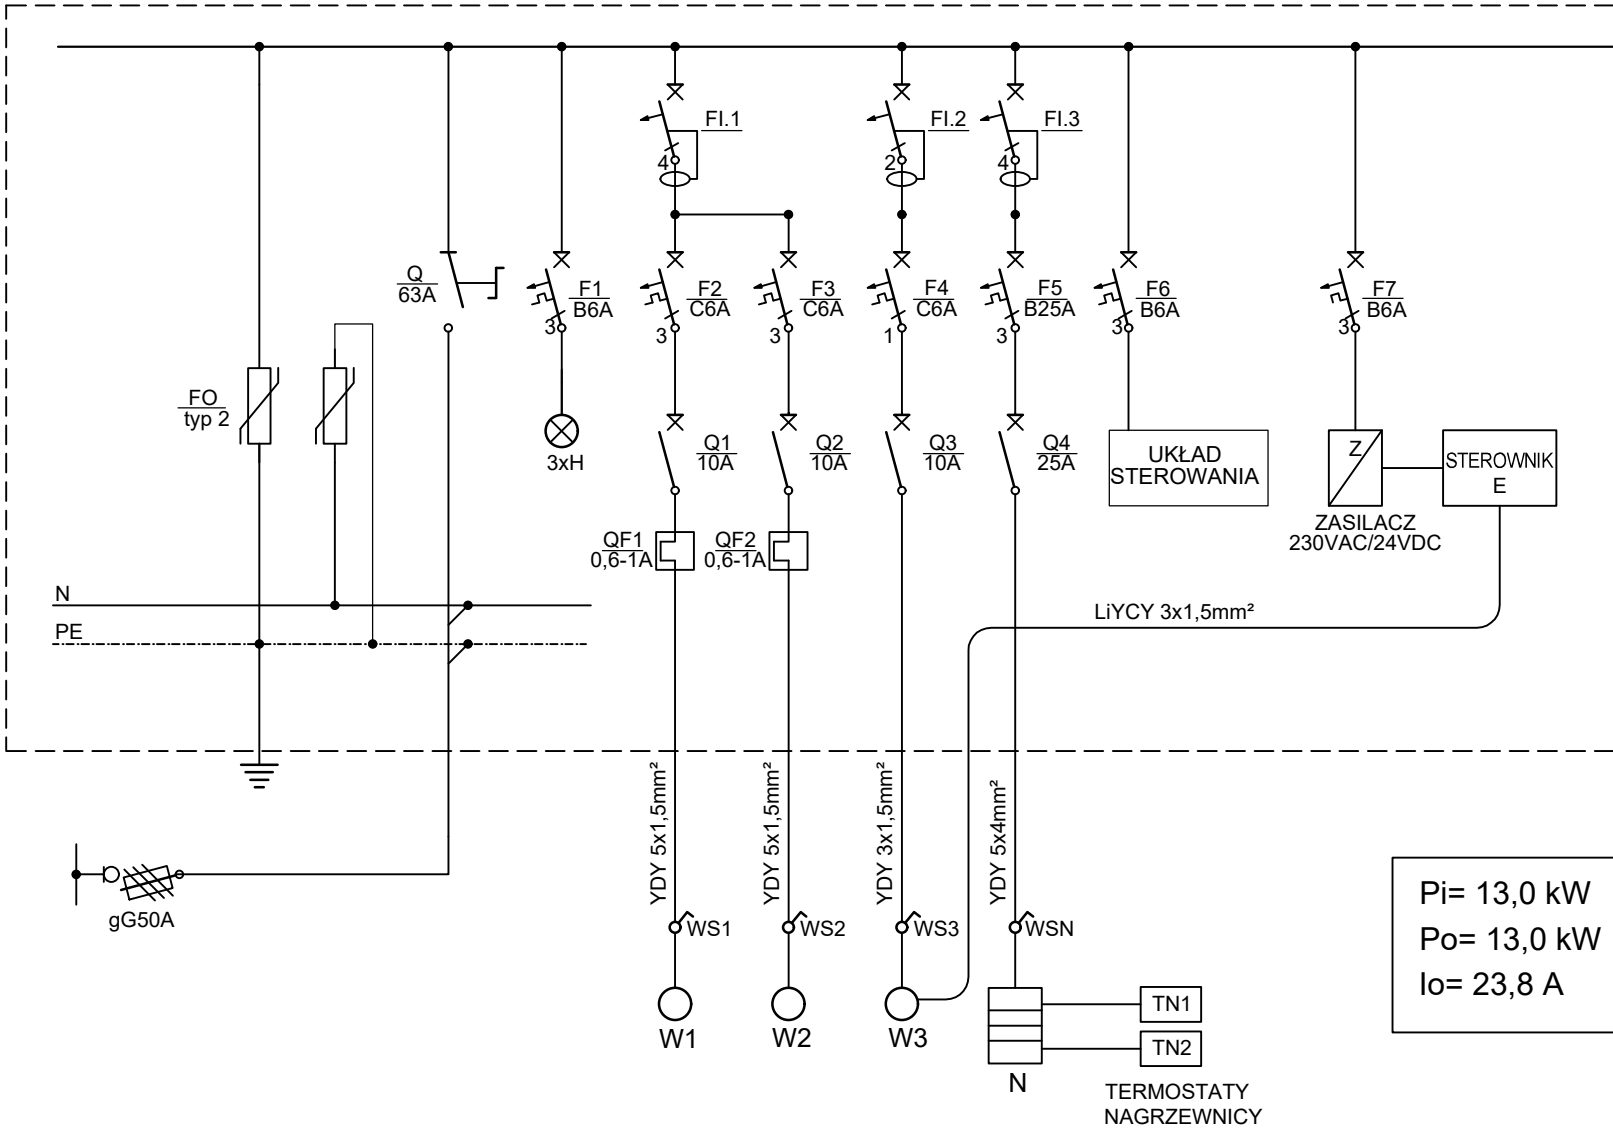 FI.1
FI.2
FI.3
4
2
4
Q
63A
F1
B6A
3
F2
C6A
3
F3
C6A
3
F4
C6A
1
F5
B25A
3
F6
B6A
3
F7
B6A
3
FO
typ 2
3xH
Q1
10A
Q2
10A
Q3
10A
Q4
25A
UKŁAD
STEROWANIA
Z
STEROWNIK
E
ZASILACZ
230VAC/24VDC
QF1
0,6-1A
QF2
0,6-1A
N
PE
LiYCY 3x1,5mm²
YDY 5x1,5mm²
YDY 5x1,5mm²
YDY 3x1,5mm²
YDY 5x4mm²
gG50A
WS1
WS2
WS3
WSN
W1
W2
W3
N
TN1
TN2
TERMOSTATY
NAGRZEWNICY
Pi= 13,0 kW
Po= 13,0 kW
Io= 23,8 A